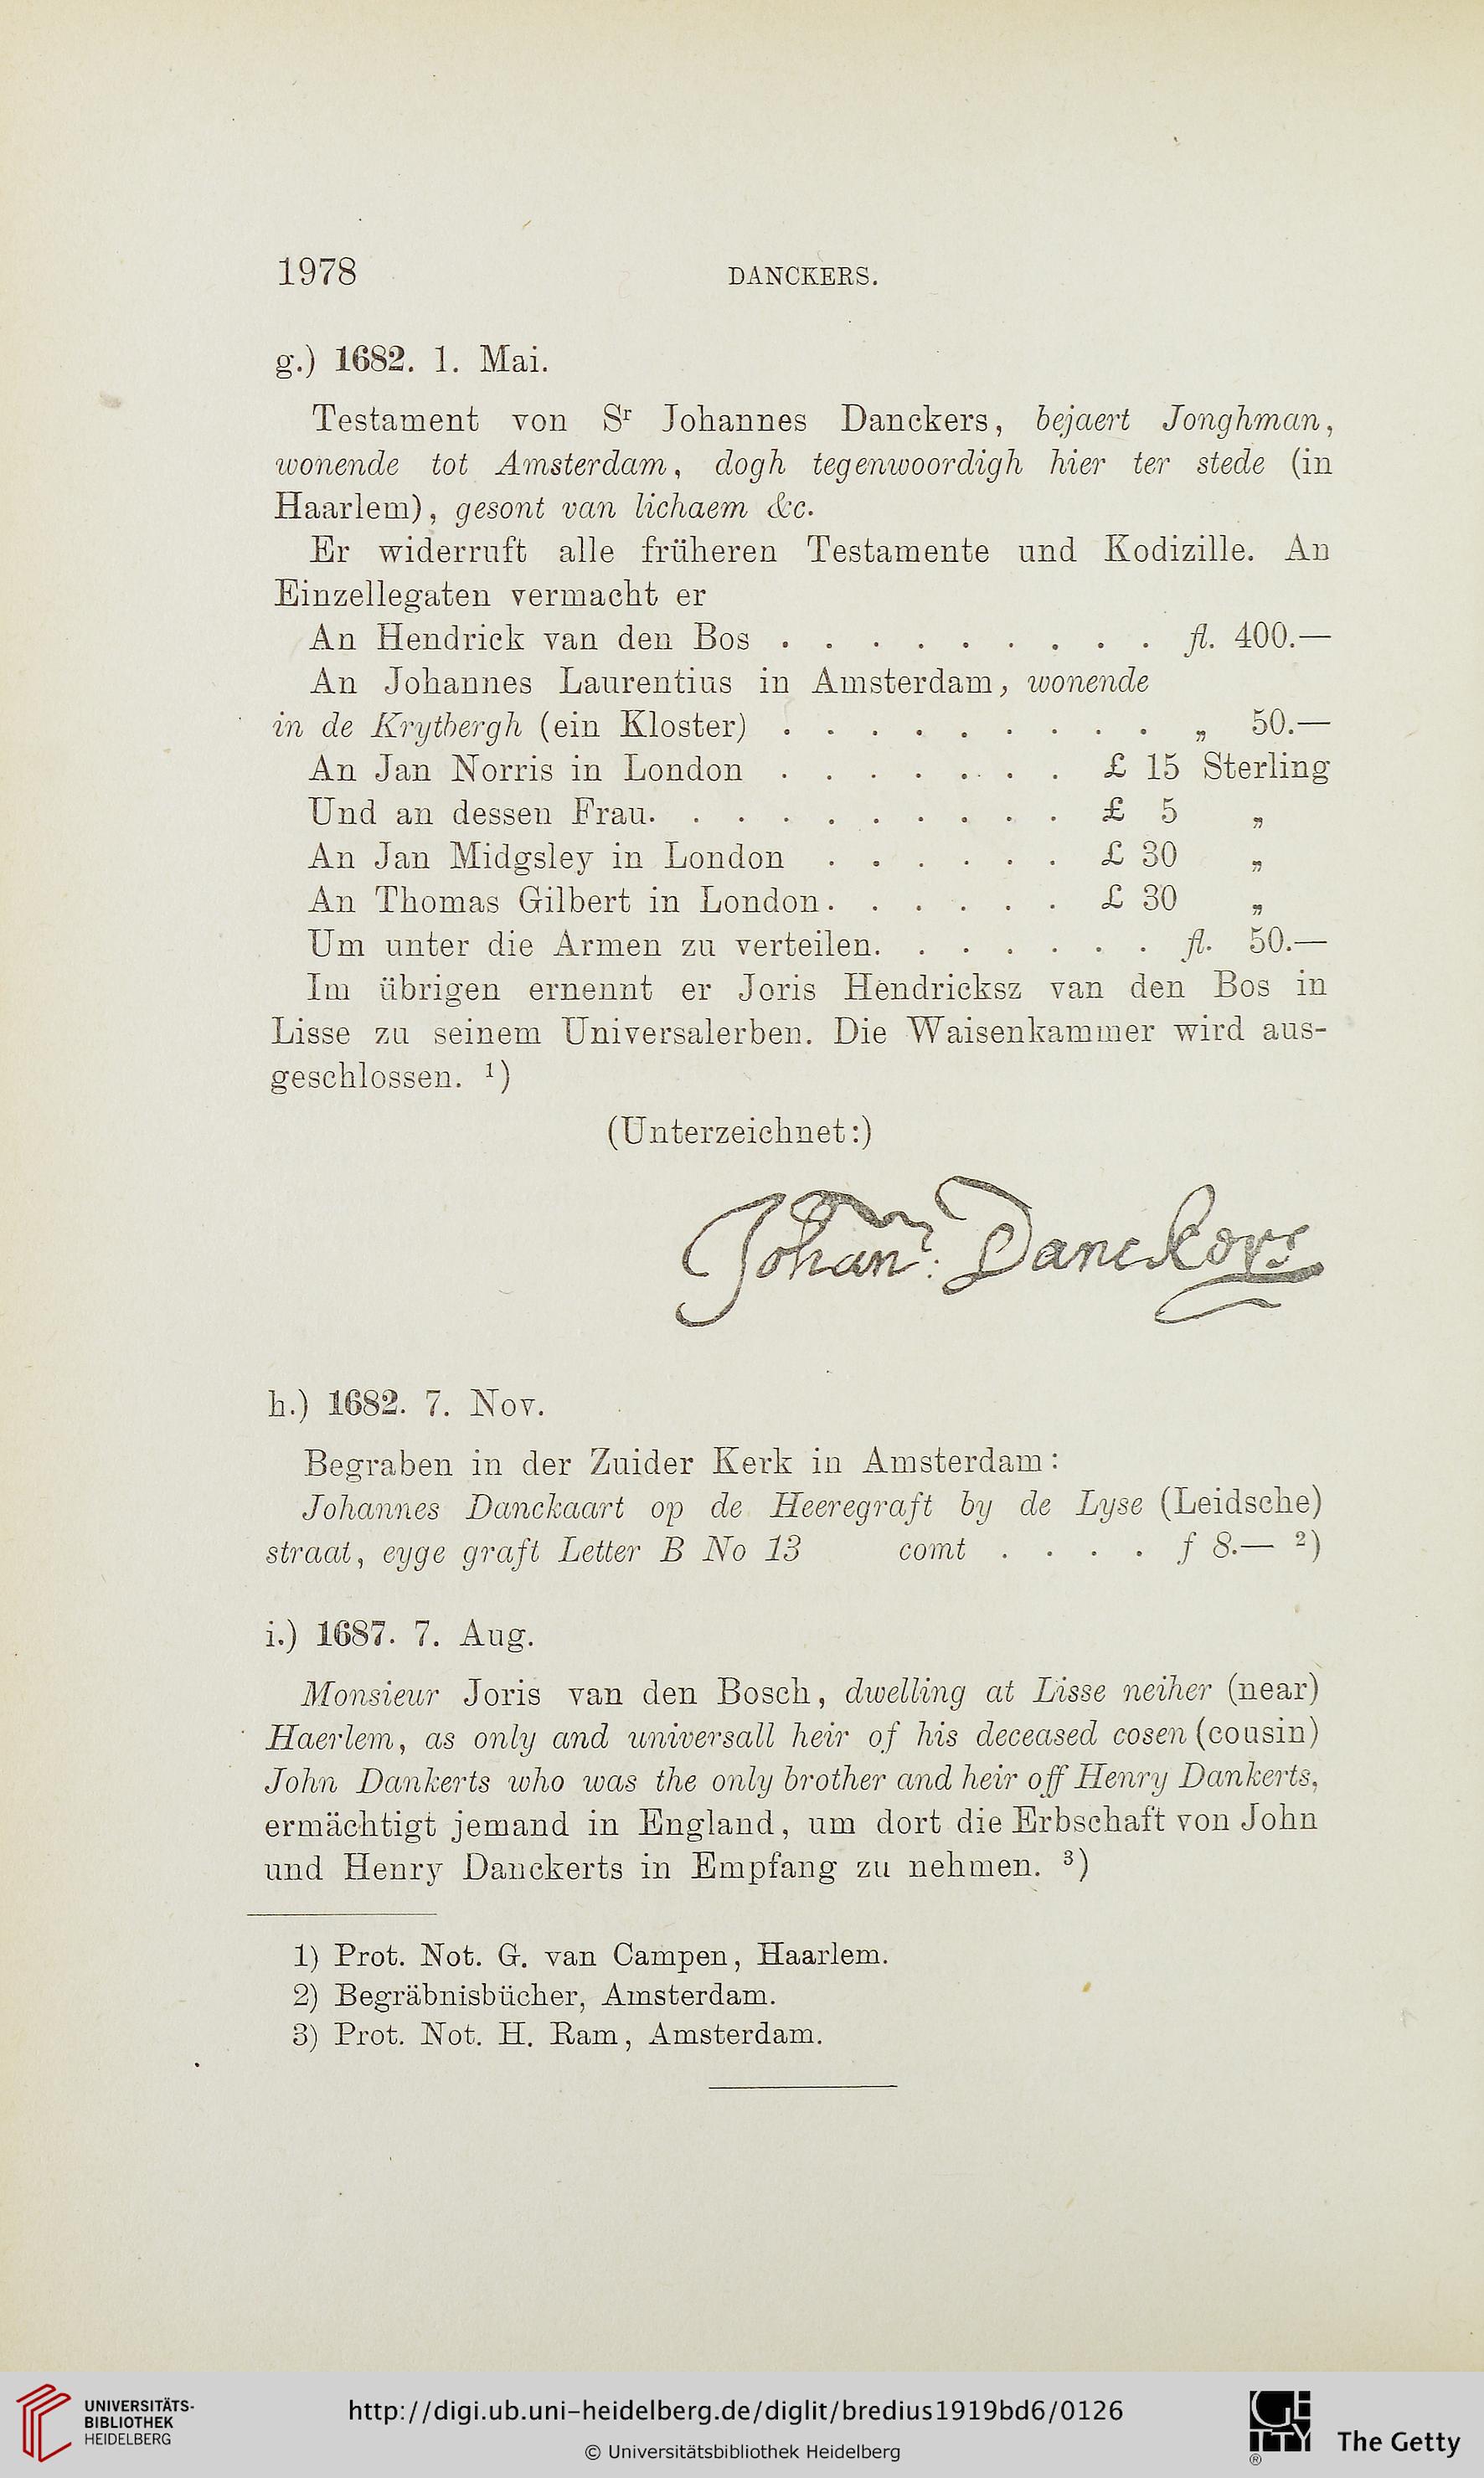 1978
DANCKERS.
g.) 1682. 1. Mai.
Testament von Sr Johannes Danckers, bejaert Jonghman,
wonende tot Amsterdam, dogh tegenwoordigh hier ter stede (in
Haarlem), gesont van lichaem &c.
Er widerruft alle früheren Testamente und Kodizille. An
Einzellegaten vermacht er
An Hendrick van den Bos . . . . . . . . . fl. 400.—
An Johannes Laurentius in Amsterdam, wonende
in de Krytbergh (ein Kloster) . . . . . . . . . „ 50.—
An Jan Norris in London . . . . . . . £ 15 Sterling
Und an dessen Frau. . . . . . . . . . £ 5 „
An Jan Midgsley in London . . . . . . £ 30 „
An Thomas Gilbert in London. . . . . . £ 30 „
Um unter die Armen zu verteilen. . . . . . . fl. 50.—
Im übrigen ernennt er Joris Hendricksz van den Bos in
Lisse zu seinem Universalerben. Die Waisenkammer wird aus-
geschlossen. ¹)
(Unterzeichnet:)
Johan: Danckers
h.) 1682. 7. Nov.
Begraben in der Zuider Kerk in Amsterdam:
Johannes Danckaart op de Heeregraft by de Lyse (Leidsche)
straat, eyge graft Letter B No 13 comt . . . . f 8.— ²)
i.) 1687. 7. Aug.
Monsieur Joris van den Bosch, dwelling at Lisse neiher (near)
Haerlem, as only and universall heir of his deceased cosen (cousin)
John Dankerts who was the only brother and heir off Henry Dankerts,
ermächtigt jemand in England, um dort die Erbschaft von John
und Henry Danckerts in Empfang zu nehmen. ³)
1) Prot. Not. G. van Campen, Haarlem.
2) Begräbnisbücher, Amsterdam.
3) Prot. Not. H. Ram, Amsterdam.
UNIVERSITÄTS-
BIBLIOTHEK
HEIDELBERG
http://digi.ub.uni-heidelberg.de/diglit/bredius1919bd6/0126
© Universitätsbibliothek Heidelberg
GETTY
The Getty